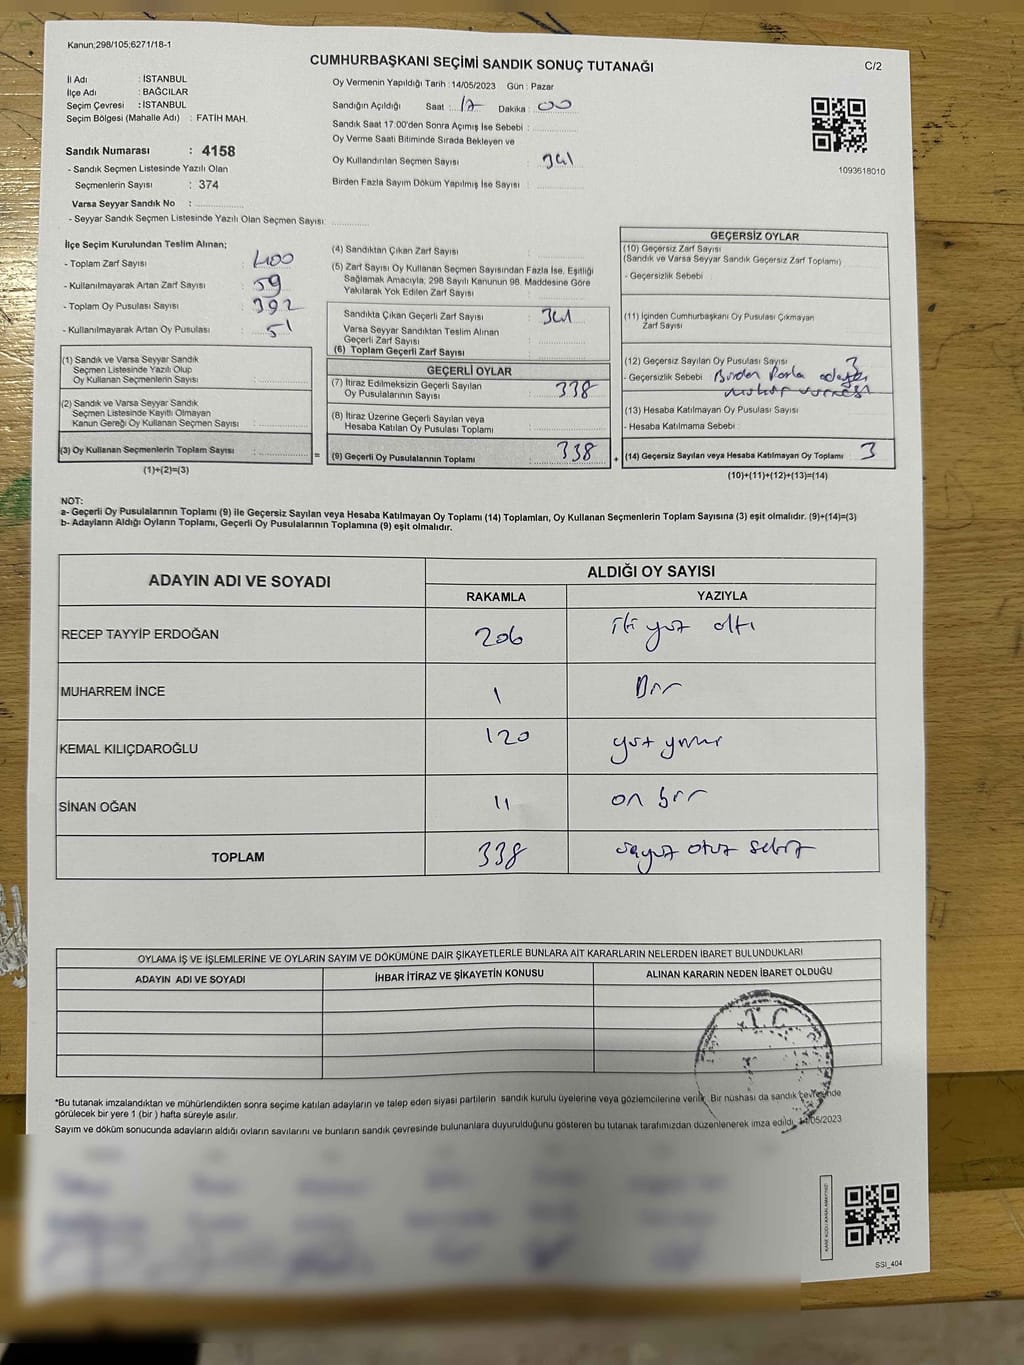 Kanun;298/105;6271/18-1
CUMHURBAŞKANI SEÇİMİ SANDIK SONUÇ TUTANAĞI
C/2
İl Adı : İSTANBUL
İlçe Adı : BAĞCILAR
Seçim Çevresi : İSTANBUL
Seçim Bölgesi (Mahalle Adı) : FATİH MAH.
Sandık Numarası : 4158
- Sandık Seçmen Listesinde Yazılı Olan
Seçmenlerin Sayısı : 374
Varsa Seyyar Sandık No :
- Seyyar Sandık Seçmen Listesinde Yazılı Olan Seçmen Sayısı:
Oy Vermenin Yapıldığı Tarih : 14/05/2023 Gün : Pazar
Sandığın Açıldığı Saat : 17 Dakika : 00
Sandık Saat 17:00'den Sonra Açımış İse Sebebi :
Oy Verme Saati Bitiminde Sırada Bekleyen ve
Oy Kullandırılan Seçmen Sayısı 341
Birden Fazla Sayım Döküm Yapılmış İse Sayısı :
1093618010
İlçe Seçim Kurulundan Teslim Alınan;
- Toplam Zarf Sayısı : 400
- Kullanılmayarak Artan Zarf Sayısı : 59
- Toplam Oy Pusulası Sayısı : 392
- Kullanılmayarak Artan Oy Pusulası : 51
(1) Sandık ve Varsa Seyyar Sandık
Seçmen Listesinde Yazılı Olup
Oy Kullanan Seçmenlerin Sayısı :
(2) Sandık ve Varsa Seyyar Sandık
Seçmen Listesinde Kayıtlı Olmayan
Kanun Gereği Oy Kullanan Seçmen Sayısı :
(3) Oy Kullanan Seçmenlerin Toplam Sayısı :
(1)+(2)=(3)
(4) Sandıktan Çıkan Zarf Sayısı :
(5) Zarf Sayısı Oy Kullanan Seçmen Sayısından Fazla İse, Eşitliği
Sağlamak Amacıyla, 298 Sayılı Kanunun 98. Maddesine Göre
Yakılarak Yok Edilen Zarf Sayısı :
Sandıkta Çıkan Geçerli Zarf Sayısı : 341
Varsa Seyyar Sandıktan Teslim Alınan
Geçerli Zarf Sayısı :
(6) Toplam Geçerli Zarf Sayısı :
GEÇERLİ OYLAR
(7) İtiraz Edilmeksizin Geçerli Sayılan
Oy Pusulalarının Sayısı : 338
(8) İtiraz Üzerine Geçerli Sayılan veya
Hesaba Katılan Oy Pusulası Toplamı :
= (9) Geçerli Oy Pusulalarının Toplamı : 338
GEÇERSİZ OYLAR
(10) Geçersiz Zarf Sayısı
(Sandık ve Varsa Seyyar Sandık Geçersiz Zarf Toplamı)
- Geçersizlik Sebebi :
(11) İçinden Cumhurbaşkanı Oy Pusulası Çıkmayan
Zarf Sayısı
(12) Geçersiz Sayılan Oy Pusulası Sayısı : 3
- Geçersizlik Sebebi Birden fazla adaya
(13) Hesaba Katılmayan Oy Pusulası Sayısı
- Hesaba Katılmama Sebebi :
+ (14) Geçersiz Sayılan veya Hesaba Katılmayan Oy Toplamı : 3
(10)+(11)+(12)+(13)=(14)
NOT:
a- Geçerli Oy Pusulalarının Toplamı (9) ile Geçersiz Sayılan veya Hesaba Katılmayan Oy Toplamı (14) Toplamları, Oy Kullanan Seçmenlerin Toplam Sayısına (3) eşit olmalıdır. (9)+(14)=(3)
b- Adayların Aldığı Oyların Toplamı, Geçerli Oy Pusulalarının Toplamına (9) eşit olmalıdır.
ADAYIN ADI VE SOYADI
ALDIĞI OY SAYISI
RAKAMLA YAZIYLA
RECEP TAYYİP ERDOĞAN 206 iki yüz altı
MUHARREM İNCE 1 Bir
KEMAL KILIÇDAROĞLU 120 yüz yirmi
SİNAN OĞAN 11 on bir
TOPLAM 338 üçyüz otuz sekiz
OYLAMA İŞ VE İŞLEMLERİNE VE OYLARIN SAYIM VE DÖKÜMÜNE DAİR ŞİKAYETLERLE BUNLARA AİT KARARLARIN NELERDEN İBARET BULUNDUKLARI
ADAYIN ADI VE SOYADI İHBAR İTİRAZ VE ŞİKAYETİN KONUSU ALINAN KARARIN NEDEN İBARET OLDUĞU
T.C.
*Bu tutanak imzalandıktan ve mühürlendikten sonra seçime katılan adayların ve talep eden siyasi partilerin sandık kurulu üyelerine veya gözlemcilerine verilir. Bir nüshası da sandık çevresinde
görülecek bir yere 1 (bir ) hafta süreyle asılır.
Sayım ve döküm sonucunda adayların aldığı oyların sayılarını ve bunların sandık çevresinde bulunanlara duyurulduğunu gösteren bu tutanak tarafımızdan düzenlenerek imza edildi. 14/05/2023
SSI_404